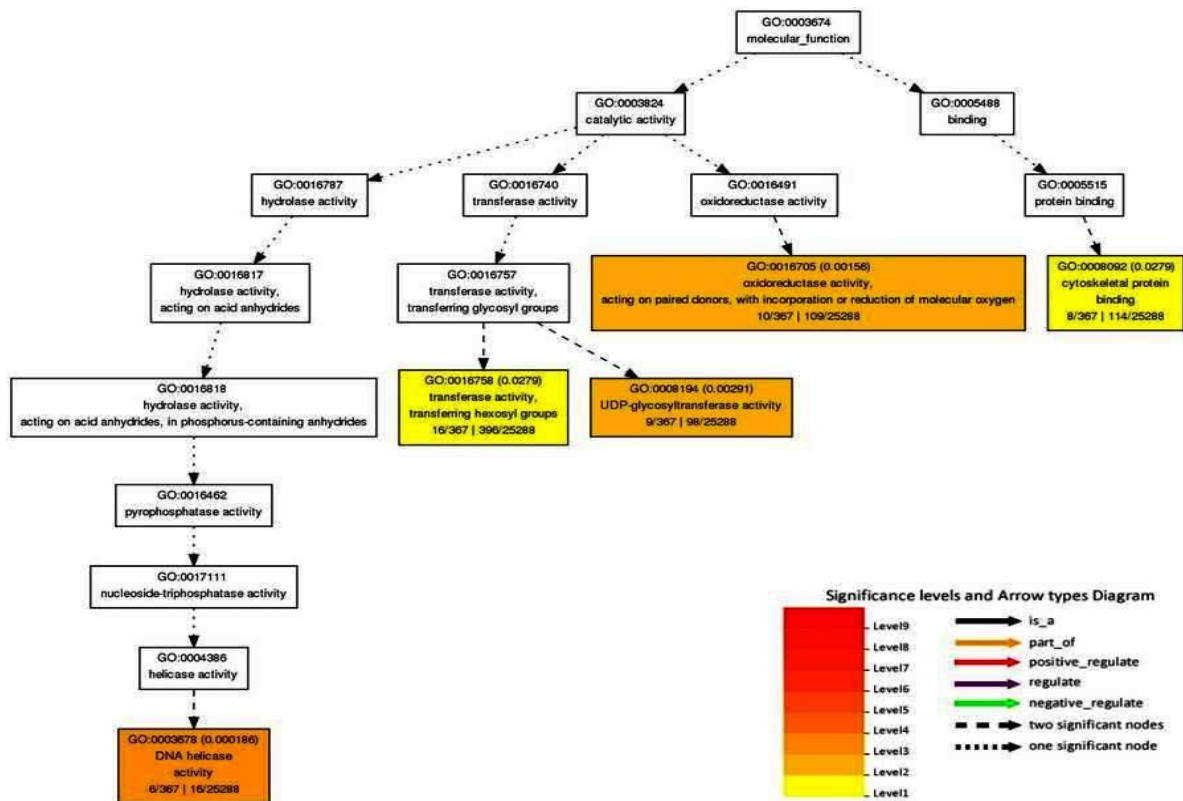 GO:0003674
molecular_function
GO:0003824
catalytic activity
GO:0005488
binding
GO:0016787
hydrolase activity
GO:0016740
transferase activity
GO:0016491
oxidoreductase activity
GO:0005515
protein binding
GO:0016817
hydrolase activity,
acting on acid anhydrides
GO:0016757
transferase activity,
transferring glycosyl groups
GO:0016705 (0.00156)
oxidoreductase activity,
acting on paired donors, with incorporation or reduction of molecular oxygen
10/367 | 109/25288
GO:0008092 (0.0279)
cytoskeletal protein
binding
8/367 | 114/25288
GO:0016818
hydrolase activity,
acting on acid anhydrides, in phosphorus-containing anhydrides
GO:0016758 (0.0279)
transferase activity,
transferring hexosyl groups
16/367 | 396/25288
GO:0008194 (0.00291)
UDP-glycosyltransferase activity
9/367 | 98/25288
GO:0016462
pyrophosphatase activity
GO:0017111
nucleoside-triphosphatase activity
GO:0004386
helicase activity
GO:0003678 (0.000186)
DNA helicase
activity
6/367 | 16/25288
Significance levels and Arrow types Diagram
Level9
Level8
Level7
Level6
Level5
Level4
Level3
Level2
Level1
is_a
part_of
positive_regulate
regulate
negative_regulate
two significant nodes
one significant node